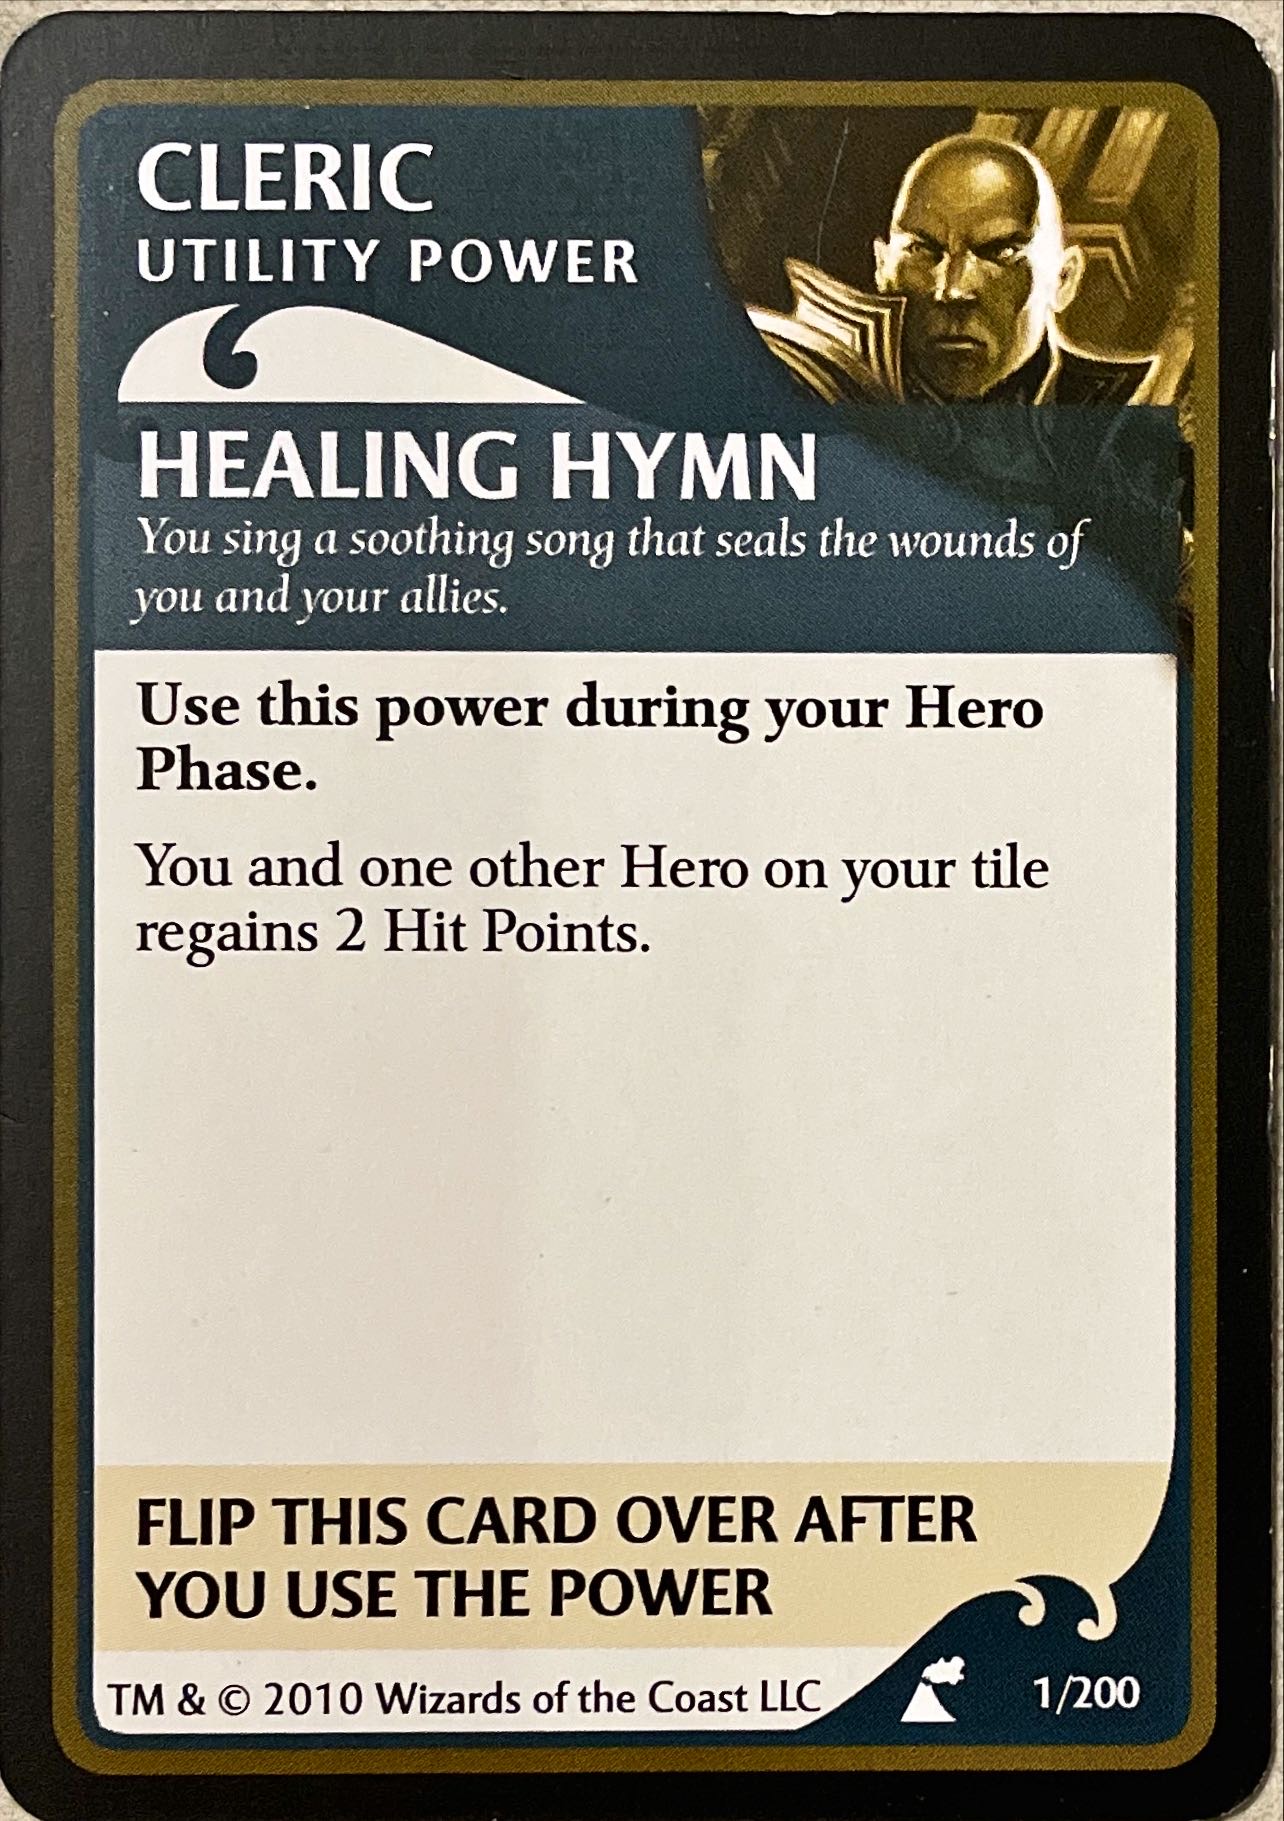 CLERIC
UTILITY POWER
HEALING HYMN
You sing a soothing song that seals the wounds of
you and your allies.
Use this power during your Hero
Phase.
You and one other Hero on your tile
regains 2 Hit Points.
FLIP THIS CARD OVER AFTER
YOU USE THE POWER
TM & © 2010 Wizards of the Coast LLC
1/200